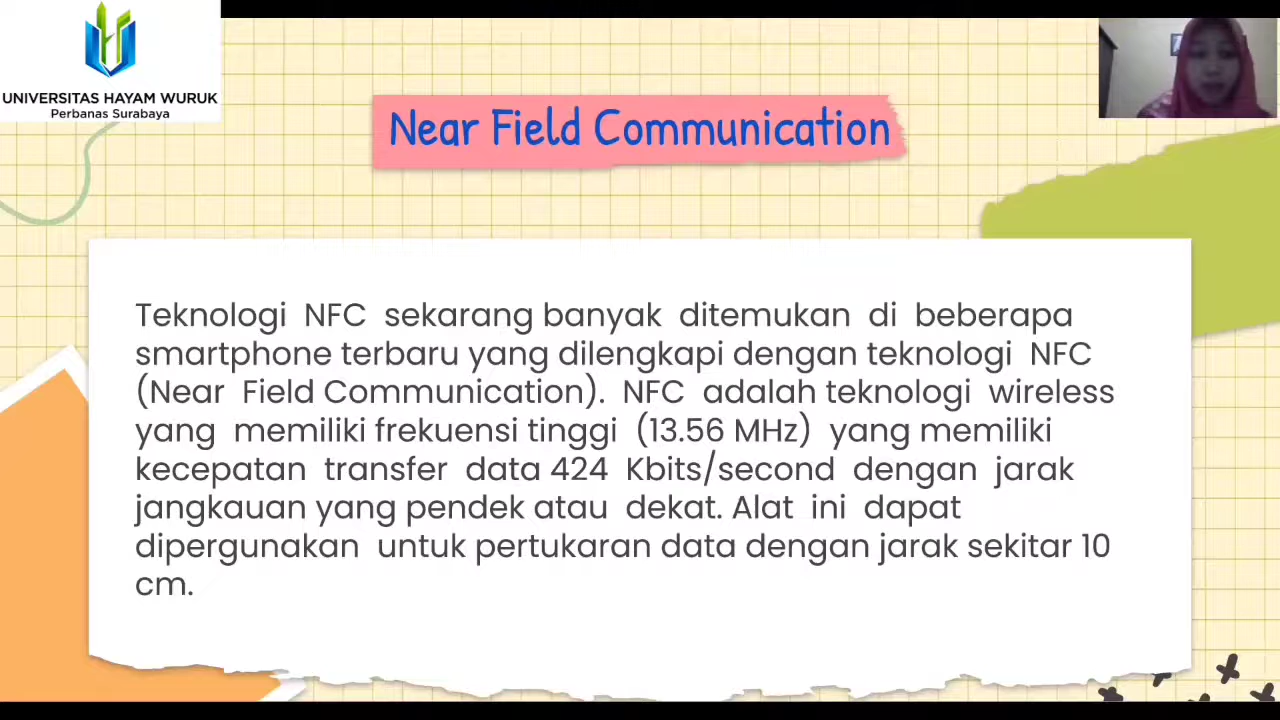 UNIVERSITAS HAYAM WURUK
Perbanas Surabaya
Near Field Communication
Teknologi NFC sekarang banyak ditemukan di beberapa
smartphone terbaru yang dilengkapi dengan teknologi NFC
(Near Field Communication). NFC adalah teknologi wireless
yang memiliki frekuensi tinggi (13.56 MHz) yang memiliki
kecepatan transfer data 424 Kbits/second dengan jarak
jangkauan yang pendek atau dekat. Alat ini dapat
dipergunakan untuk pertukaran data dengan jarak sekitar 10
cm.